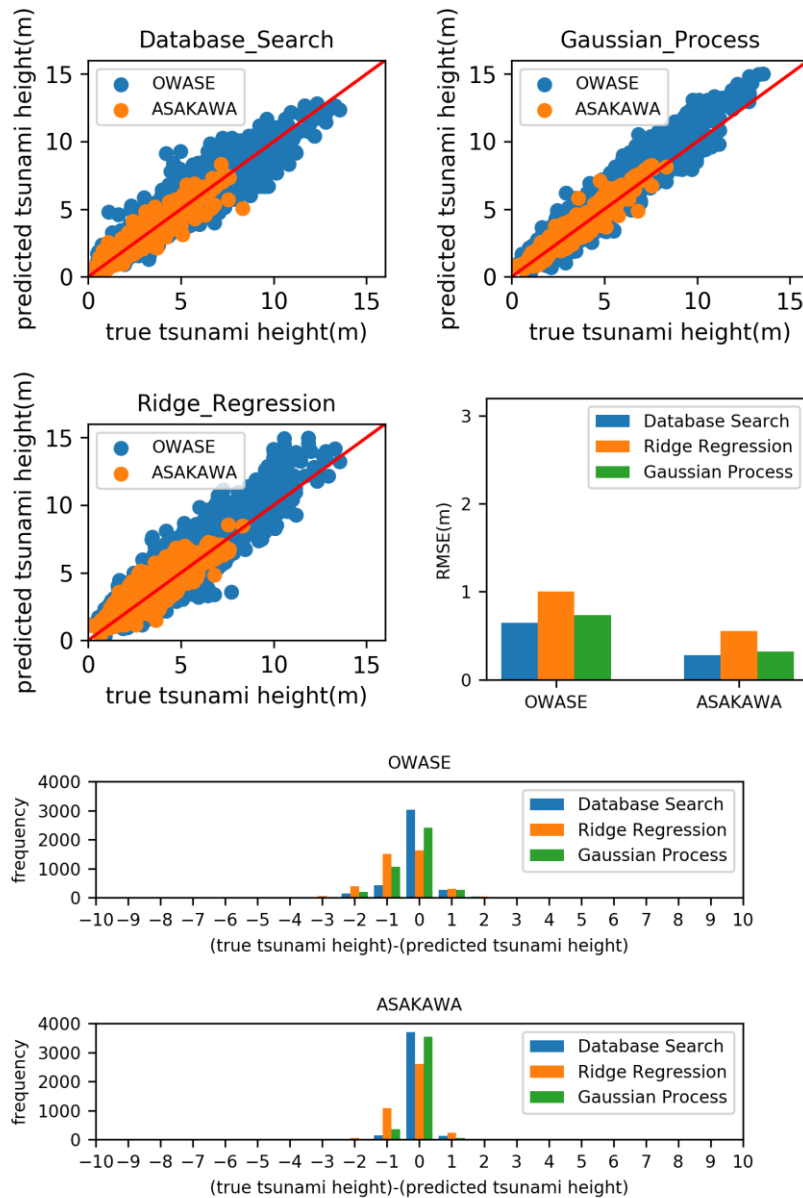 Database_Search
predicted tsunami height(m)
15
10
5
0
OWASE
ASAKAWA
0 5 10 15
true tsunami height(m)
Gaussian_Process
predicted tsunami height(m)
15
10
5
0
OWASE
ASAKAWA
0 5 10 15
true tsunami height(m)
Ridge_Regression
predicted tsunami height(m)
15
10
5
0
OWASE
ASAKAWA
0 5 10 15
true tsunami height(m)
RMSE(m)
3
2
1
0
Database Search
Ridge Regression
Gaussian Process
OWASE ASAKAWA
OWASE
frequency
4000
3000
2000
1000
0
Database Search
Ridge Regression
Gaussian Process
−10 −9 −8 −7 −6 −5 −4 −3 −2 −1 0 1 2 3 4 5 6 7 8 9 10
(true tsunami height)-(predicted tsunami height)
ASAKAWA
frequency
4000
3000
2000
1000
0
Database Search
Ridge Regression
Gaussian Process
−10 −9 −8 −7 −6 −5 −4 −3 −2 −1 0 1 2 3 4 5 6 7 8 9 10
(true tsunami height)-(predicted tsunami height)